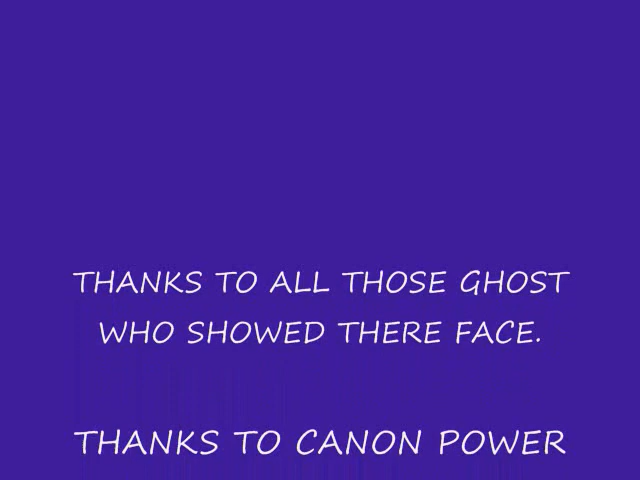 THANKS TO ALL THOSE GHOST
WHO SHOWED THERE FACE.
THANKS TO CANON POWER